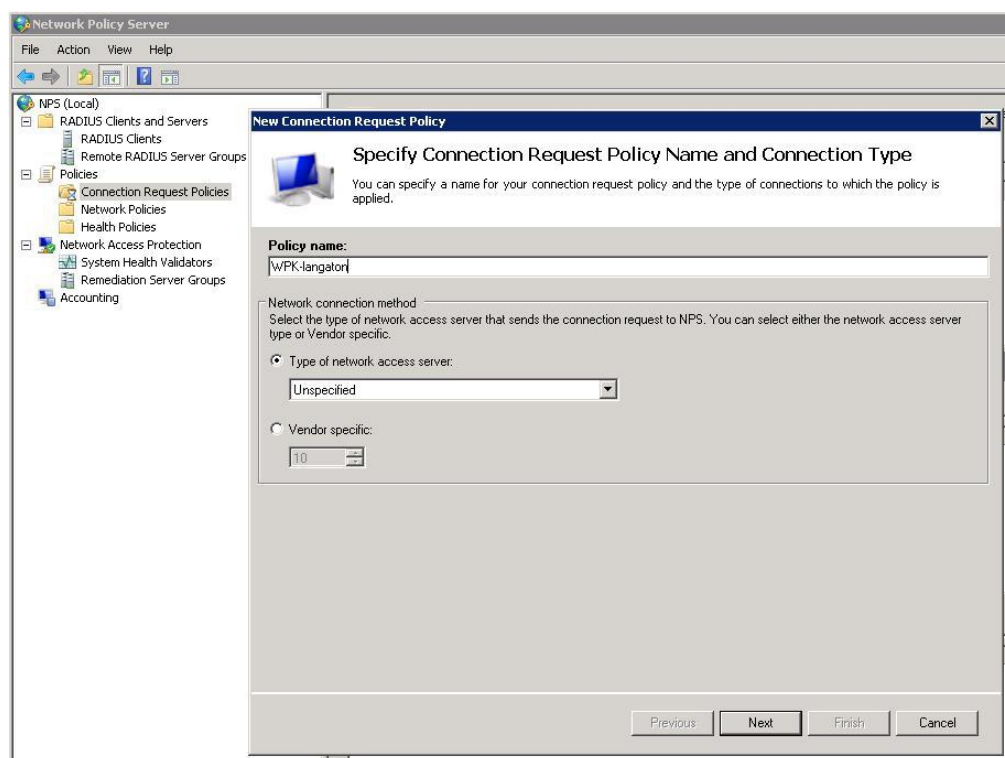 Network Policy Server
File Action View Help
NPS (Local)
RADIUS Clients and Servers
RADIUS Clients
Remote RADIUS Server Groups
Policies
Connection Request Policies
Network Policies
Health Policies
Network Access Protection
System Health Validators
Remediation Server Groups
Accounting
New Connection Request Policy
Specify Connection Request Policy Name and Connection Type
You can specify a name for your connection request policy and the type of connections to which the policy is
applied.
Policy name:
WPK-langaton
Network connection method
Select the type of network access server that sends the connection request to NPS. You can select either the network access server
type or Vendor specific.
Type of network access server:
Unspecified
Vendor specific:
10
Previous Next Finish Cancel